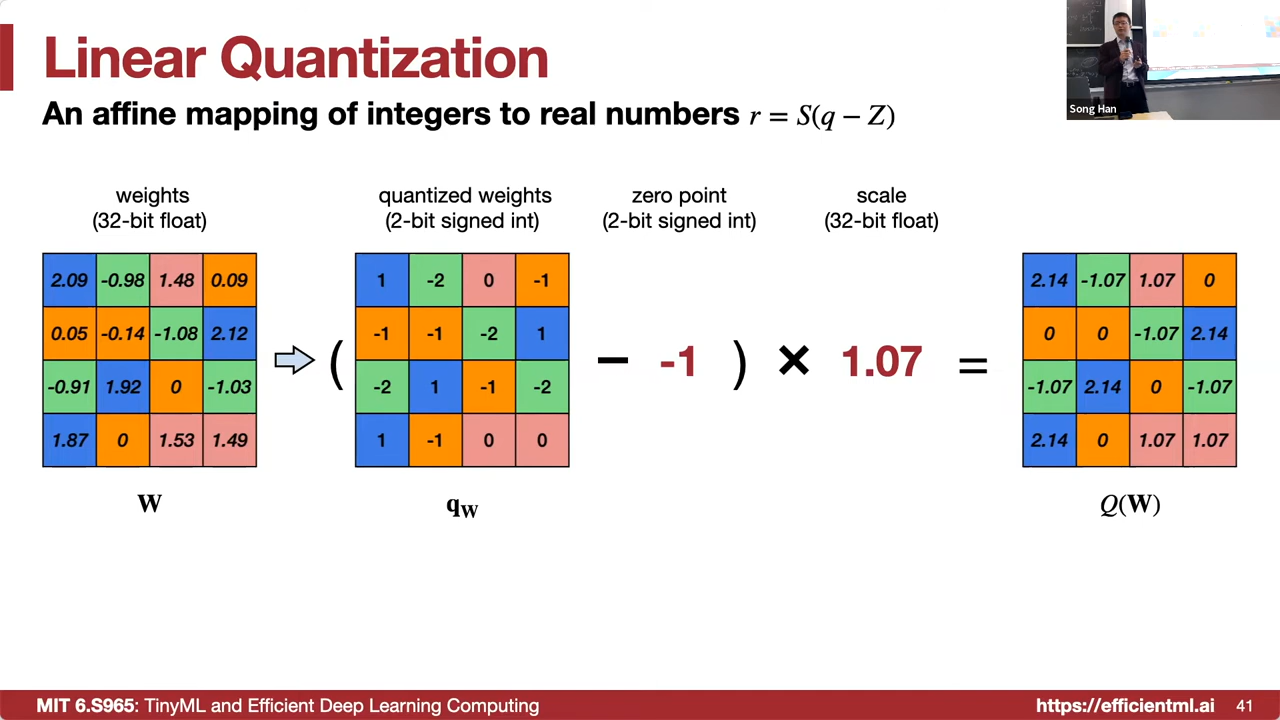 Linear Quantization
An affine mapping of integers to real numbers r = S(q − Z)
Song Han
weights
(32-bit float)
quantized weights
(2-bit signed int)
zero point
(2-bit signed int)
scale
(32-bit float)
2.09 -0.98 1.48 0.09
0.05 -0.14 -1.08 2.12
-0.91 1.92 0 -1.03
1.87 0 1.53 1.49
W
(
1 -2 0 -1
-1 -1 -2 1
-2 1 -1 -2
1 -1 0 0
q_W
− -1 ) × 1.07 =
2.14 -1.07 1.07 0
0 0 -1.07 2.14
-1.07 2.14 0 -1.07
2.14 0 1.07 1.07
Q(W)
MIT 6.S965: TinyML and Efficient Deep Learning Computing
https://efficientml.ai
41